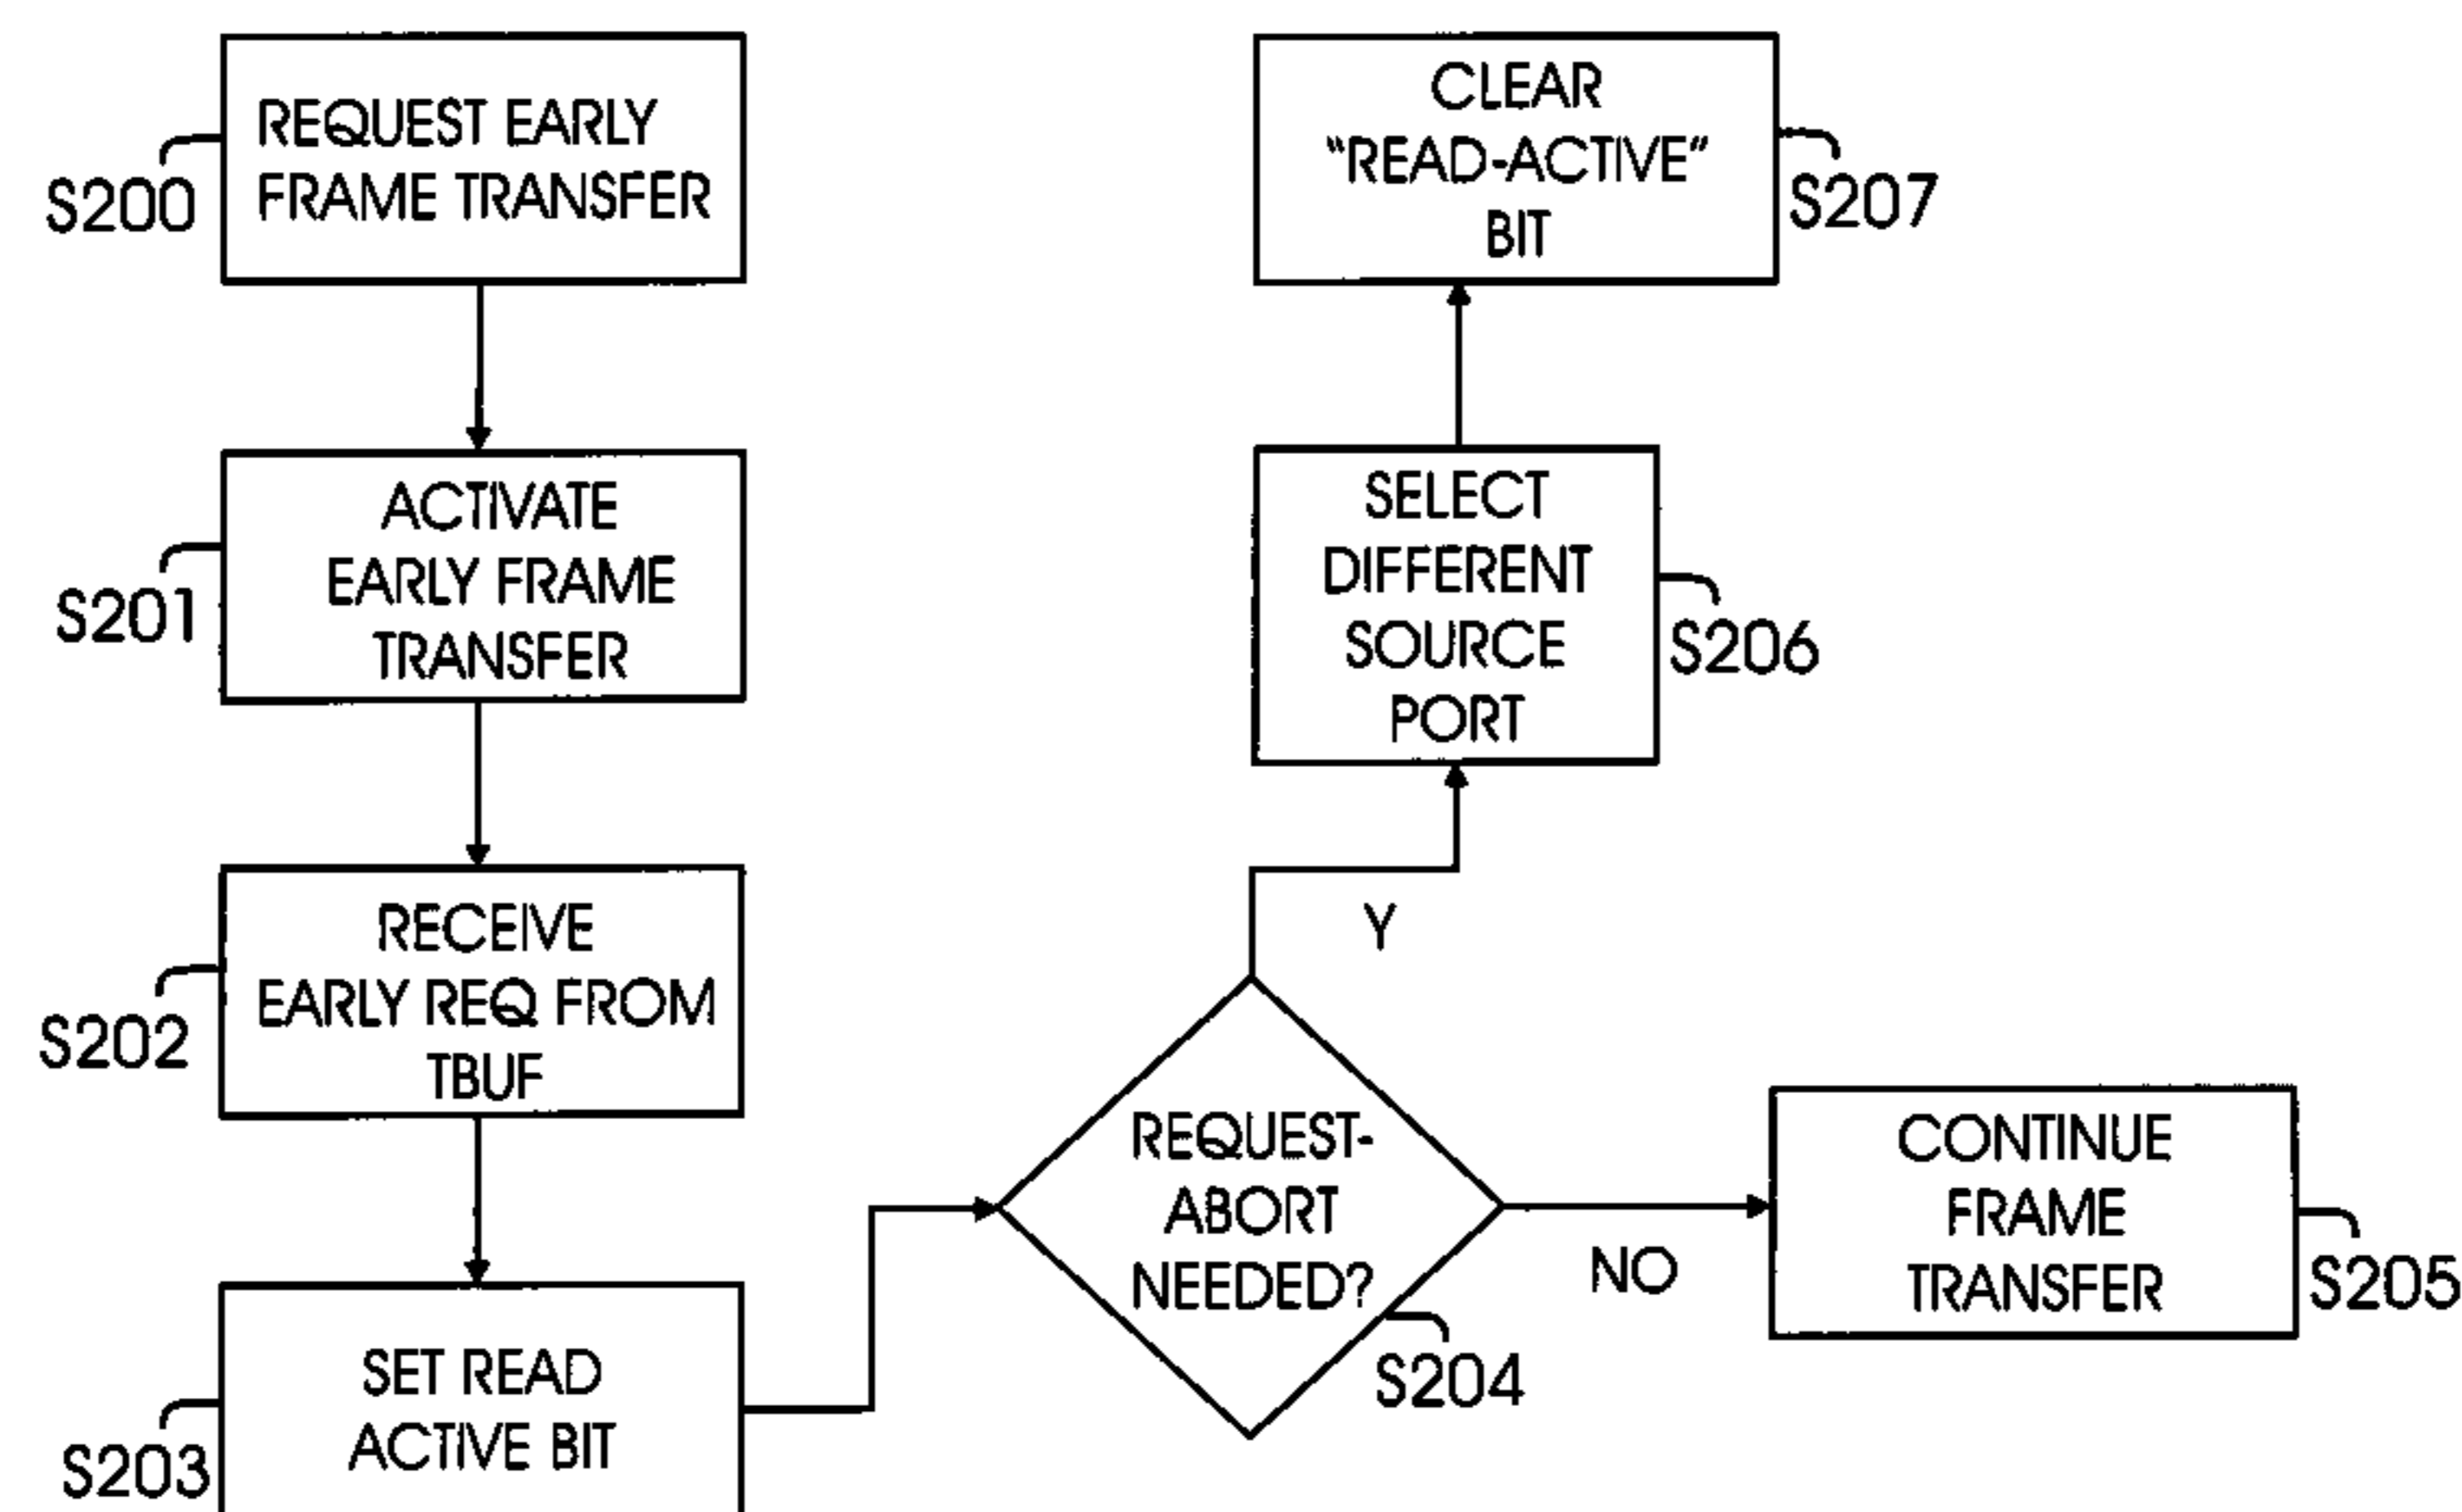 REQUEST EARLY
FRAME TRANSFER
S200
ACTIVATE
EARLY FRAME
TRANSFER
S201
RECEIVE
EARLY REQ FROM
TBUF
S202
SET READ
ACTIVE BIT
S203
REQUEST-
ABORT
NEEDED?
S204
NO
CONTINUE
FRAME
TRANSFER
S205
Y
SELECT
DIFFERENT
SOURCE
PORT
S206
CLEAR
"READ-ACTIVE"
BIT
S207